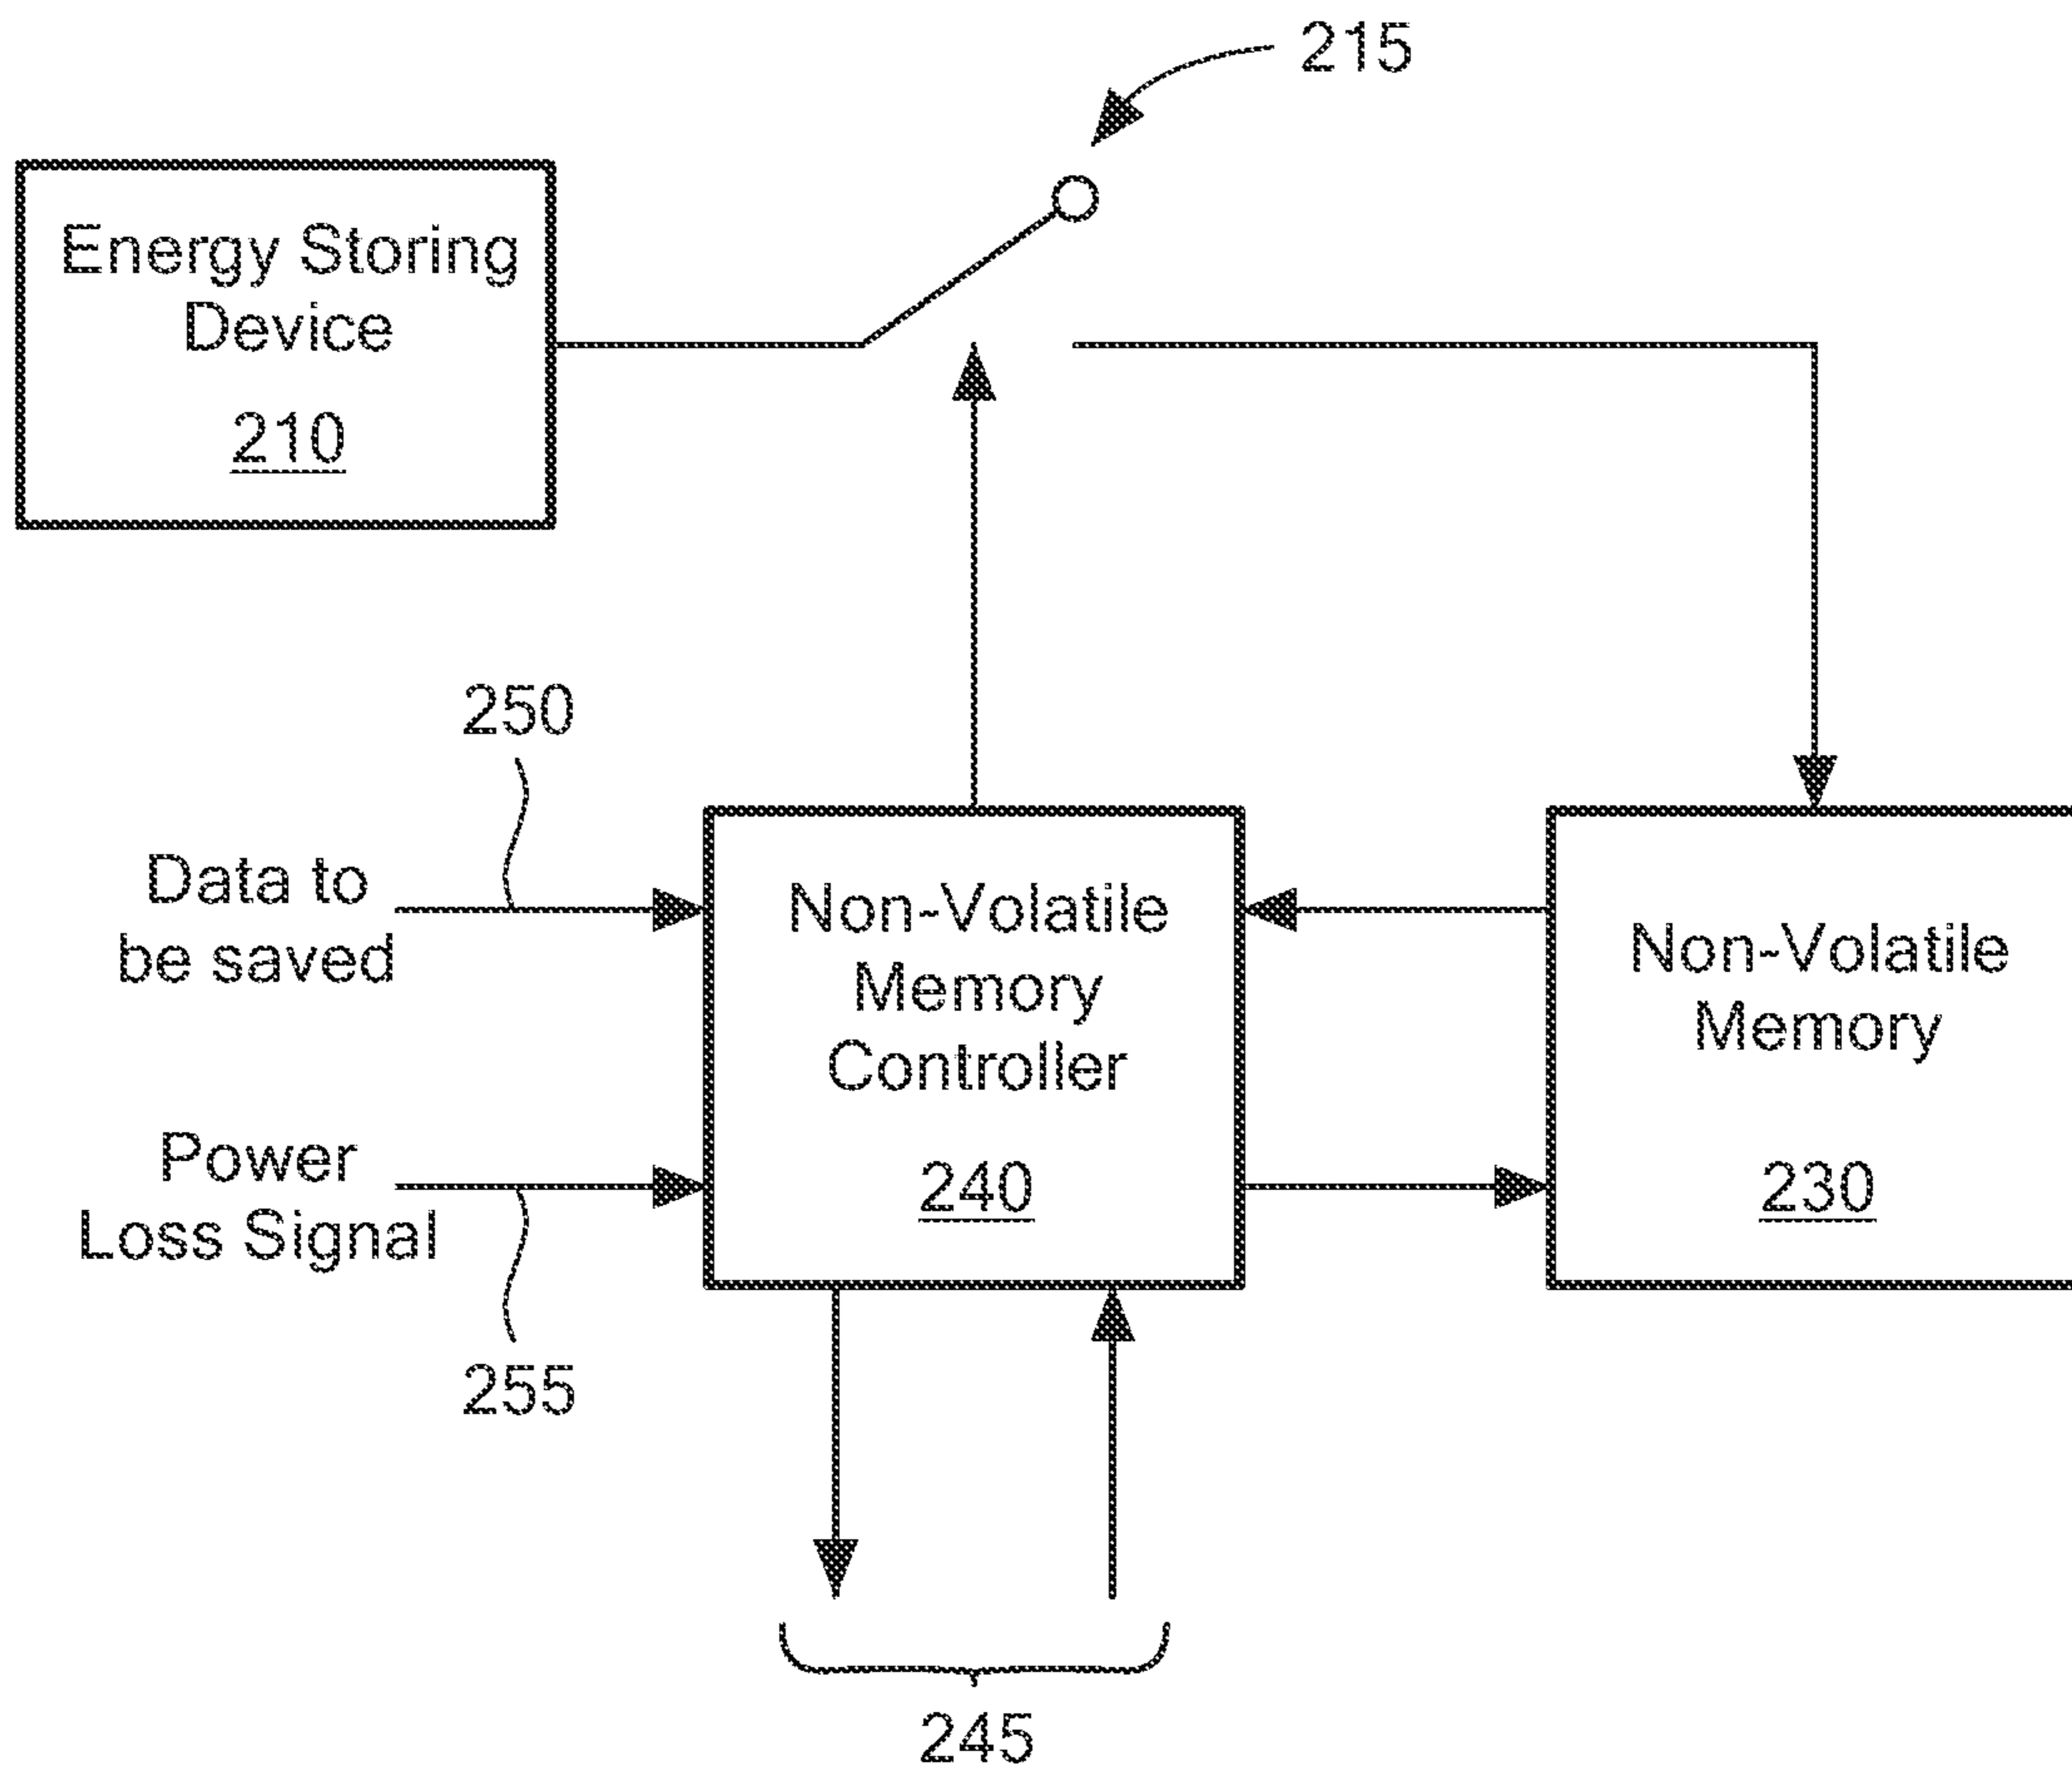 215
Energy Storing
Device
210
250
Data to
be saved
Non-Volatile
Memory
Controller
240
Non-Volatile
Memory
230
Power
Loss Signal
255
245